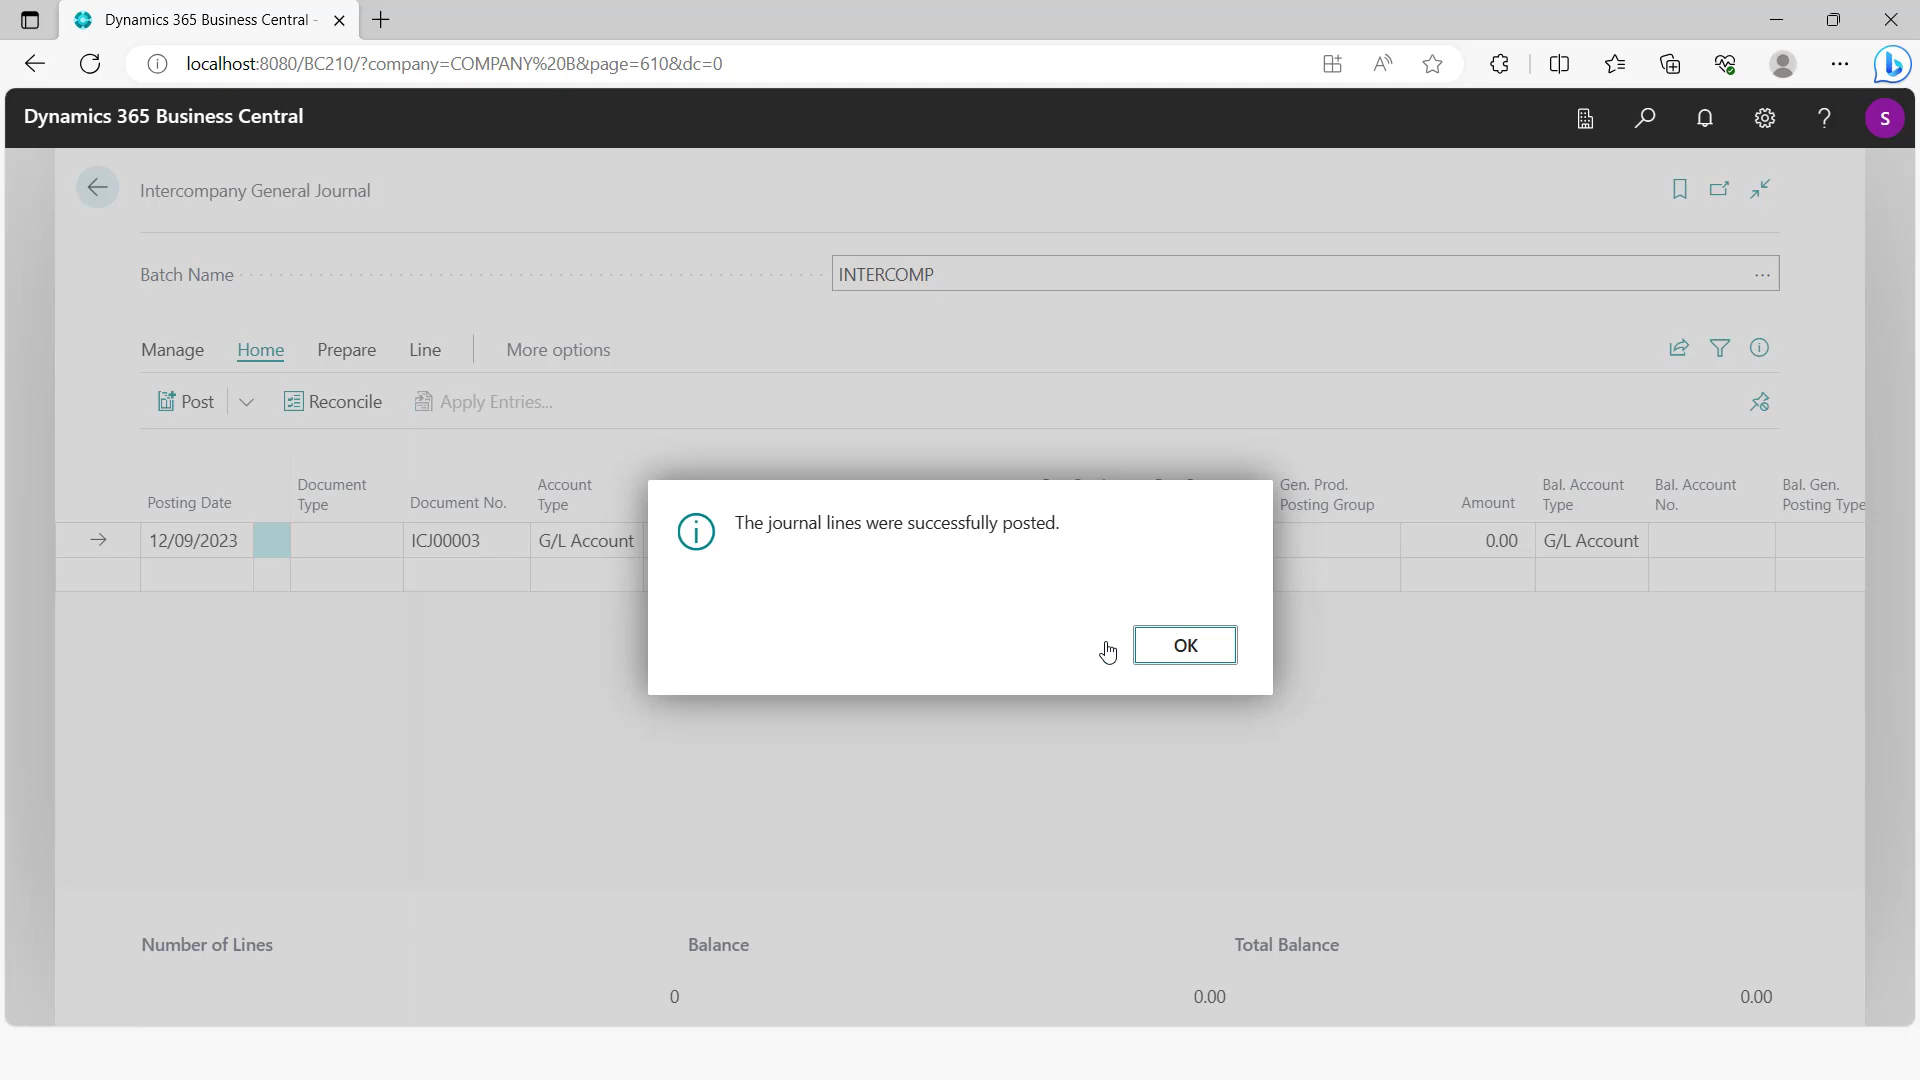 Dynamics 365 Business Central -
localhost:8080/BC210/?company=COMPANY%20B&page=610&dc=0
Dynamics 365 Business Central
S
Intercompany General Journal
Batch Name
INTERCOMP
Manage Home Prepare Line More options
Post Reconcile Apply Entries...
Posting Date
Document Type
Document No.
Account Type
Gen. Prod. Posting Group
Amount
Bal. Account Type
Bal. Account No.
Bal. Gen. Posting Type
12/09/2023 ICJ00003 G/L Account 0.00 G/L Account
The journal lines were successfully posted.
OK
Number of Lines Balance Total Balance
0 0.00 0.00